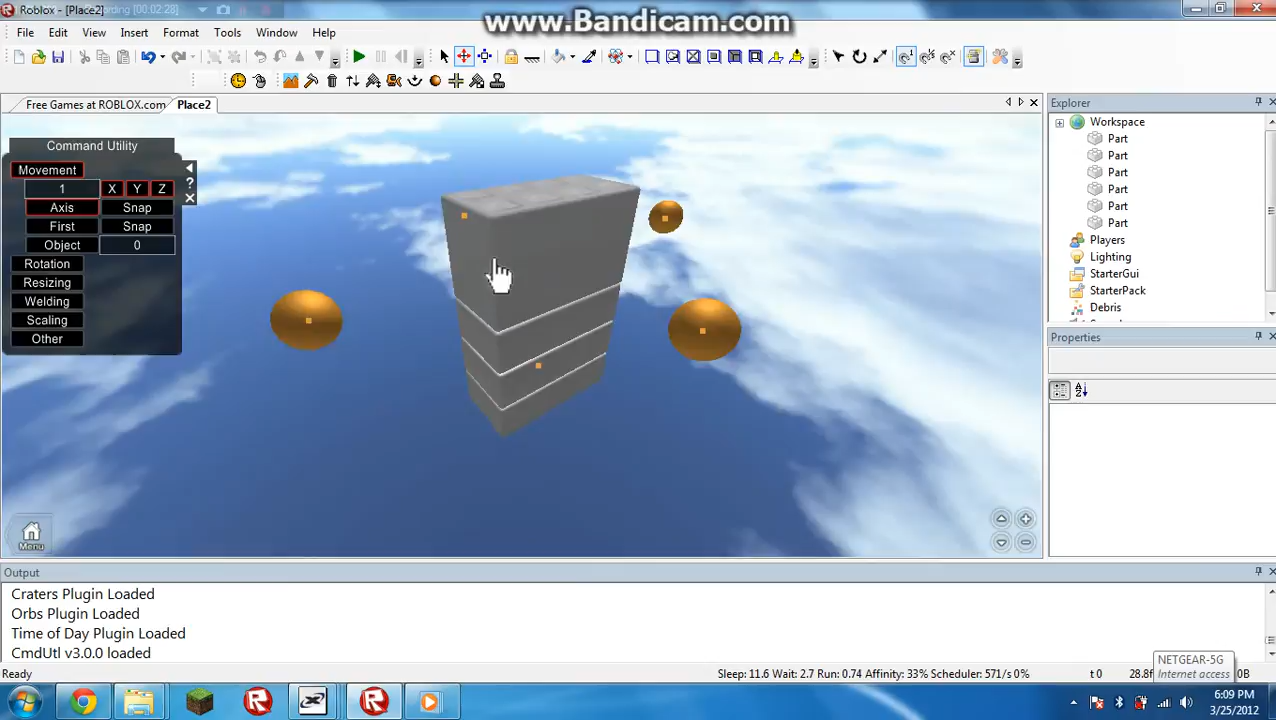 Roblox - [Place2]
Recording [00:02:28]
www.Bandicam.com
File Edit View Insert Format Tools Window Help
Free Games at ROBLOX.com Place2
Command Utility
Movement
1 X Y Z
Axis Snap
First Snap
Object 0
Rotation
Resizing
Welding
Scaling
Other
?
Menu
Explorer
Workspace
Part
Part
Part
Part
Part
Part
Players
Lighting
StarterGui
StarterPack
Debris
Properties
Output
Craters Plugin Loaded
Orbs Plugin Loaded
Time of Day Plugin Loaded
CmdUtl v3.0.0 loaded
NETGEAR-5G
Internet access
Ready
Sleep: 11.6 Wait: 2.7 Run: 0.74 Affinity: 33% Scheduler: 571/s 0%
t 0
6:09 PM
3/25/2012